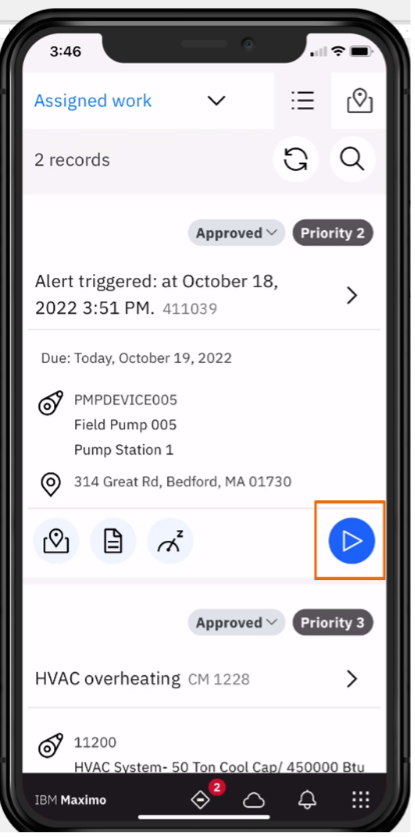 3:46
Assigned work
2 records
Approved Priority 2
Alert triggered: at October 18,
2022 3:51 PM. 411039
Due: Today, October 19, 2022
PMPDEVICE005
Field Pump 005
Pump Station 1
314 Great Rd, Bedford, MA 01730
z
Approved Priority 3
HVAC overheating CM 1228
11200
HVAC System- 50 Ton Cool Cap/ 450000 Btu
IBM Maximo 2